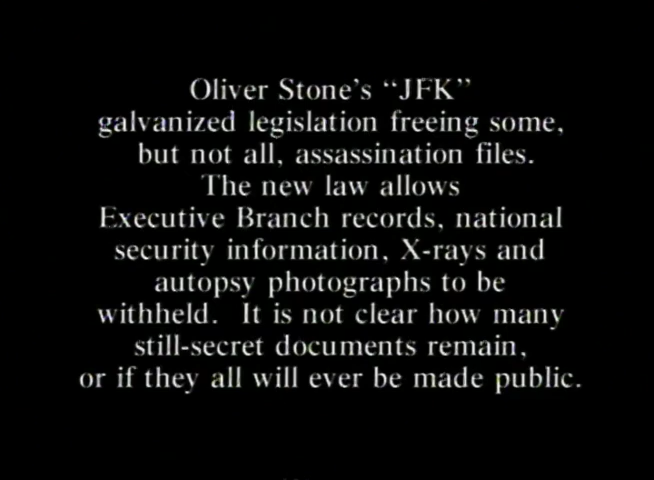 Oliver Stone's “JFK”
galvanized legislation freeing some,
but not all, assassination files.
The new law allows
Executive Branch records, national
security information, X-rays and
autopsy photographs to be
withheld. It is not clear how many
still-secret documents remain,
or if they all will ever be made public.